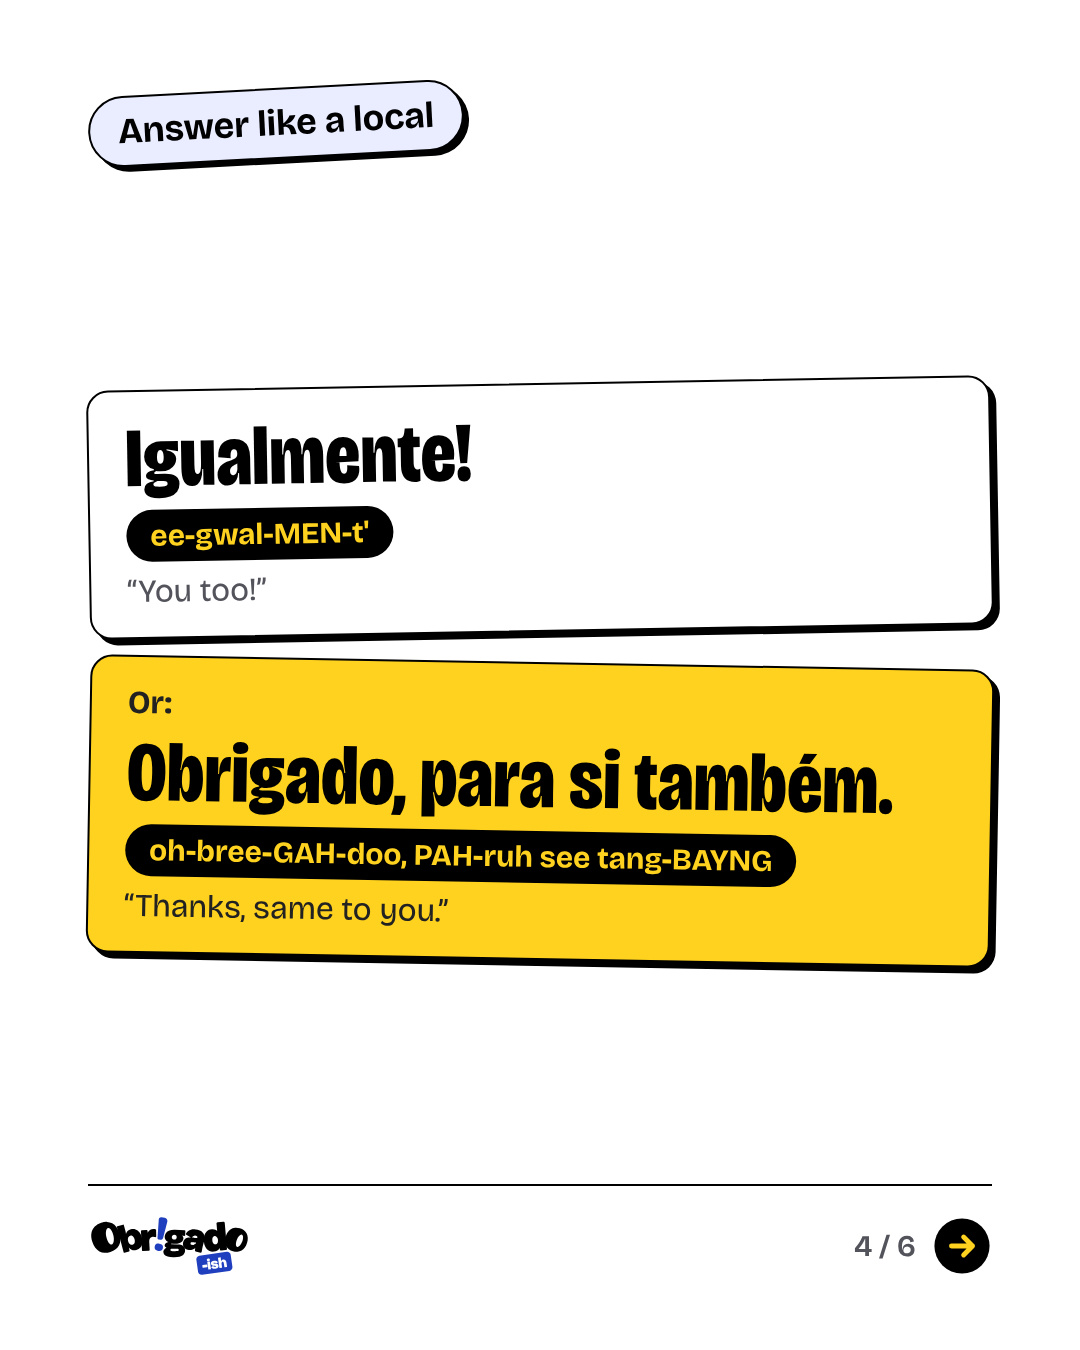 Answer like a local
Igualmente!
ee-gwal-MEN-t'
“You too!”
Or:
Obrigado, para si também.
oh-bree-GAH-doo, PAH-ruh see tang-BAYNG
“Thanks, same to you.”
Obr!gado
-ish
4 / 6